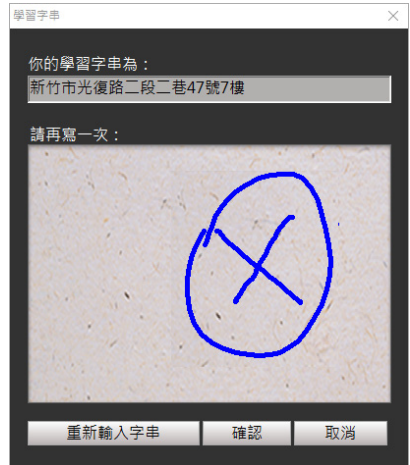 學習字串
你的學習字串為：
新竹市光復路二段二巷47號7樓
請再寫一次：
重新輸入字串 確認 取消